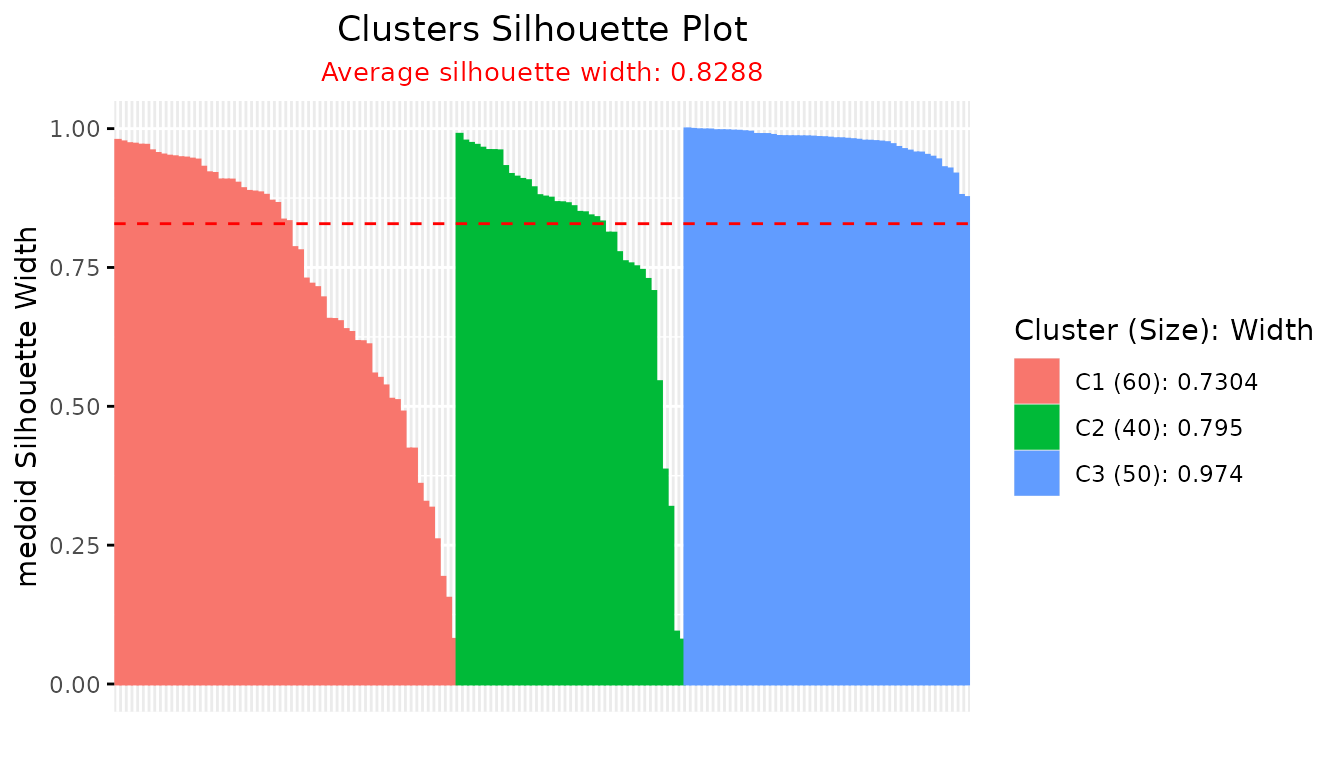 Clusters Silhouette Plot
Average silhouette width: 0.8288
medoid Silhouette Width
1.00
0.75
0.50
0.25
0.00
Cluster (Size): Width
C1 (60): 0.7304
C2 (40): 0.795
C3 (50): 0.974